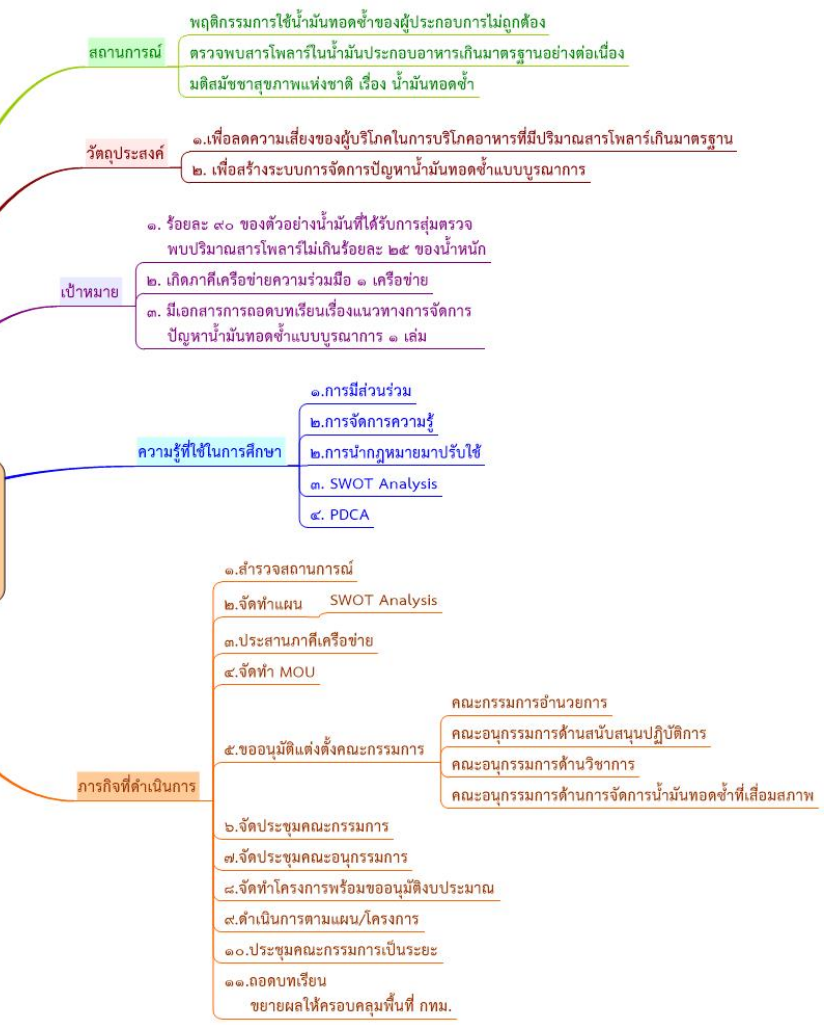 สถานการณ์
พฤติกรรมการใช้น้ำมันทอดซ้ำของผู้ประกอบการไม่ถูกต้อง
ตรวจพบสารโพลาร์ในน้ำมันประกอบอาหารเกินมาตรฐานอย่างต่อเนื่อง
มติสมัชชาสุขภาพแห่งชาติ เรื่อง น้ำมันทอดซ้ำ
วัตถุประสงค์
๑.เพื่อลดความเสี่ยงของผู้บริโภคในการบริโภคอาหารที่มีปริมาณสารโพลาร์เกินมาตรฐาน
๒. เพื่อสร้างระบบการจัดการปัญหาน้ำมันทอดซ้ำแบบบูรณาการ
เป้าหมาย
๑. ร้อยละ ๙๐ ของตัวอย่างน้ำมันที่ได้รับการสุ่มตรวจ
พบปริมาณสารโพลาร์ไม่เกินร้อยละ ๒๕ ของน้ำหนัก
๒. เกิดภาคีเครือข่ายความร่วมมือ ๑ เครือข่าย
๓. มีเอกสารการถอดบทเรียนเรื่องแนวทางการจัดการ
ปัญหาน้ำมันทอดซ้ำแบบบูรณาการ ๑ เล่ม
ความรู้ที่ใช้ในการศึกษา
๑.การมีส่วนร่วม
๒.การจัดการความรู้
๒.การนำกฎหมายมาปรับใช้
๓. SWOT Analysis
๔. PDCA
ภารกิจที่ดำเนินการ
๑.สำรวจสถานการณ์
๒.จัดทำแผน
SWOT Analysis
๓.ประสานภาคีเครือข่าย
๔.จัดทำ MOU
๕.ขออนุมัติแต่งตั้งคณะกรรมการ
คณะกรรมการอำนวยการ
คณะอนุกรรมการด้านสนับสนุนปฏิบัติการ
คณะอนุกรรมการด้านวิชาการ
คณะอนุกรรมการด้านการจัดการน้ำมันทอดซ้ำที่เสื่อมสภาพ
๖.จัดประชุมคณะกรรมการ
๗.จัดประชุมคณะอนุกรรมการ
๘.จัดทำโครงการพร้อมขออนุมัติงบประมาณ
๙.ดำเนินการตามแผน/โครงการ
๑๐.ประชุมคณะกรรมการเป็นระยะ
๑๑.ถอดบทเรียน
ขยายผลให้ครอบคลุมพื้นที่ กทม.